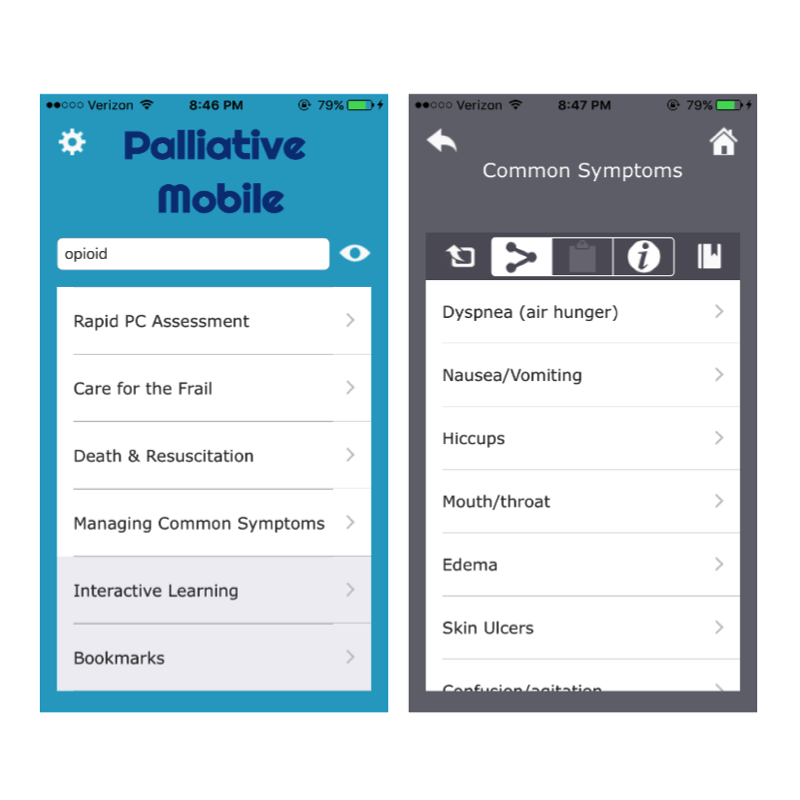 Verizon 8:46 PM 79%
Palliative
Mobile
opioid
Rapid PC Assessment
Care for the Frail
Death & Resuscitation
Managing Common Symptoms
Interactive Learning
Bookmarks
Verizon 8:47 PM 79%
Common Symptoms
i
Dyspnea (air hunger)
Nausea/Vomiting
Hiccups
Mouth/throat
Edema
Skin Ulcers
Confusion/agitation